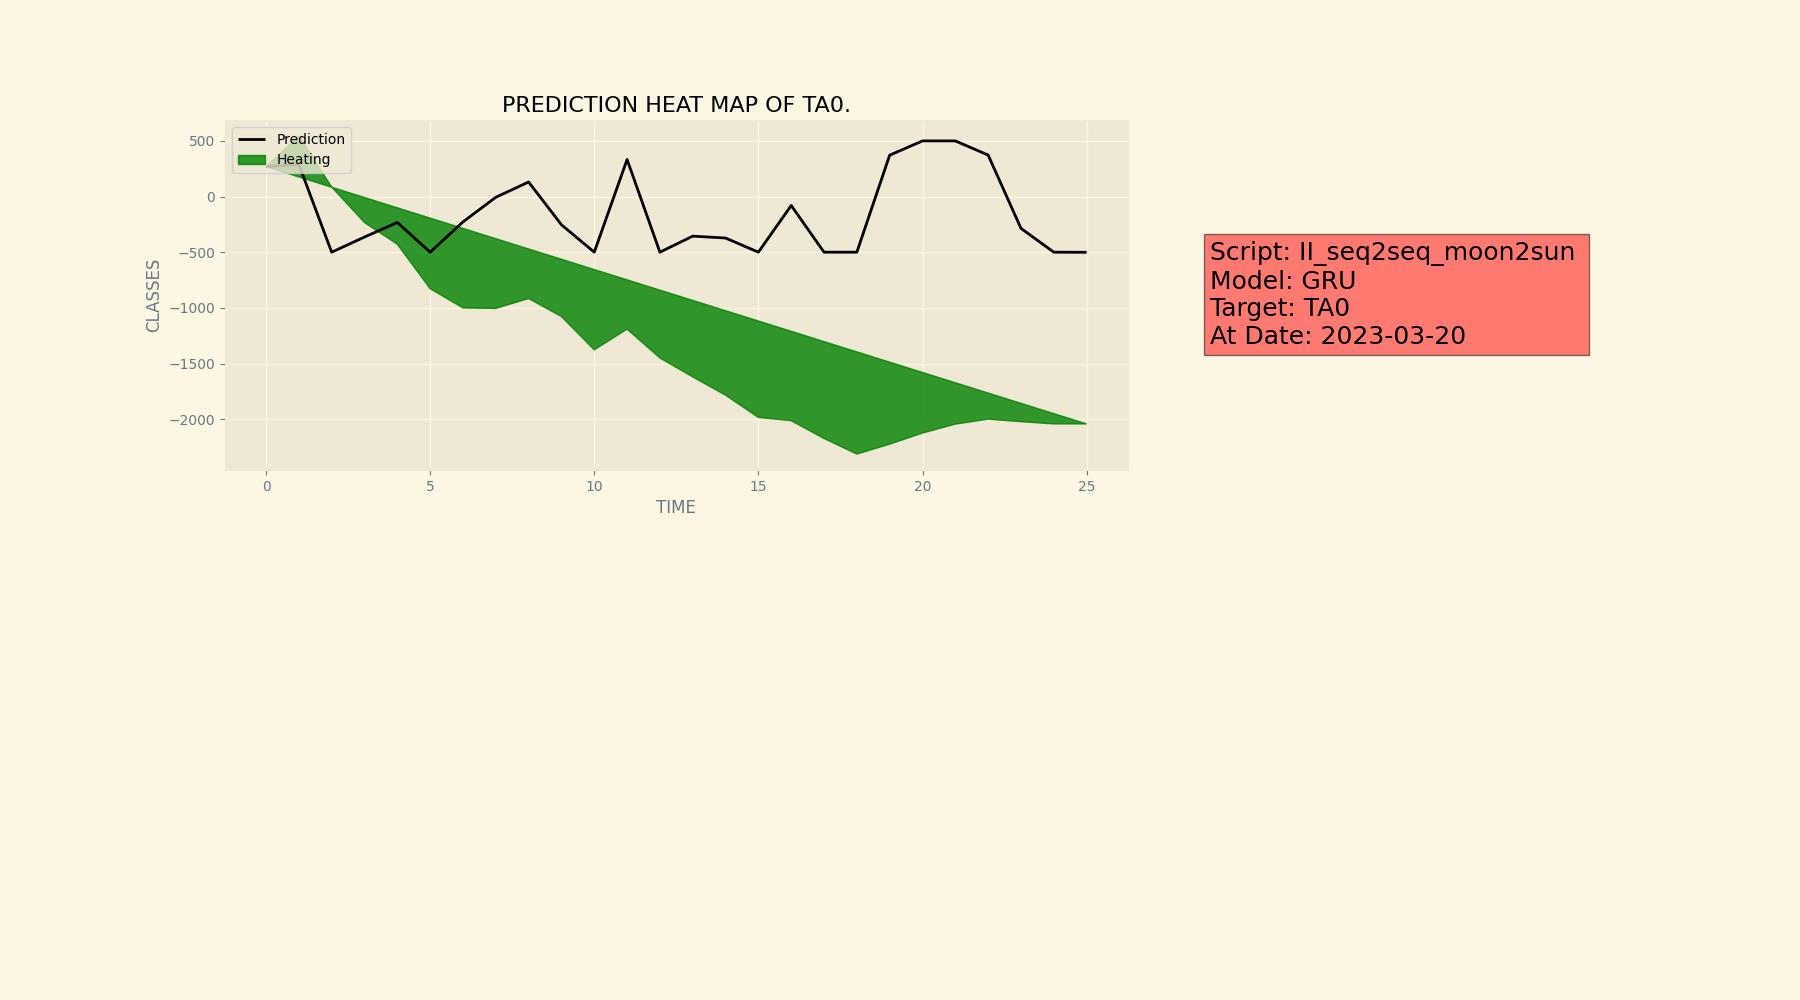 PREDICTION HEAT MAP OF TA0.
Prediction
Heating
500
0
−500
−1000
−1500
−2000
CLASSES
0 5 10 15 20 25
TIME
Script: II_seq2seq_moon2sun
Model: GRU
Target: TA0
At Date: 2023-03-20